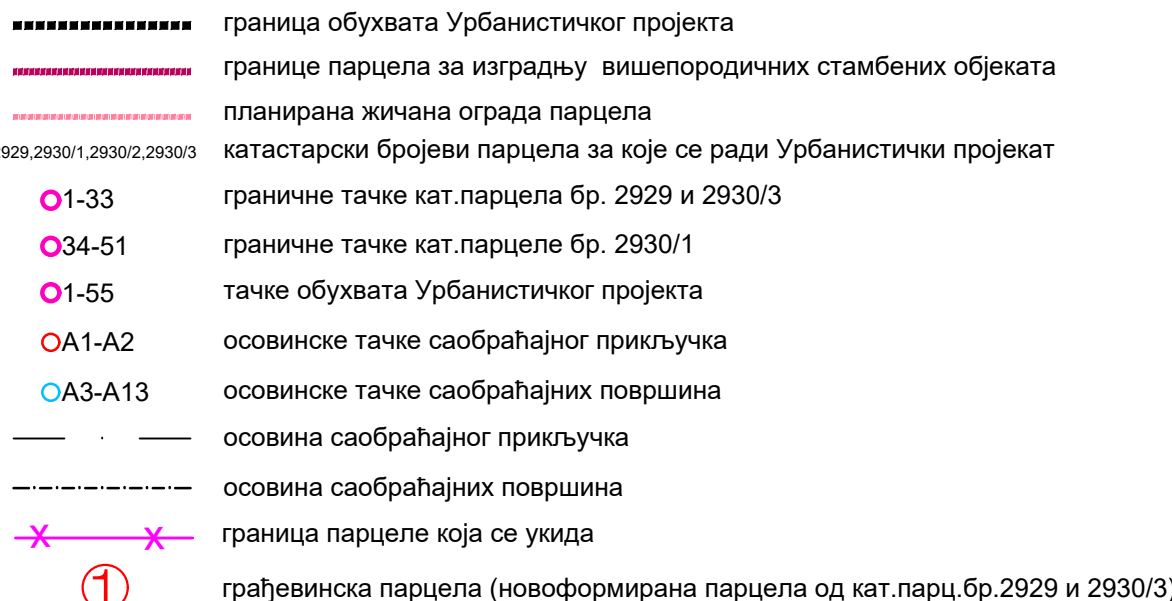 граница обухвата Урбанистичког пројекта
границе парцела за изградњу вишепородичних стамбених објеката
планирана жичана ограда парцела
2929,2930/1,2930/2,2930/3 катастарски бројеви парцела за које се ради Урбанистички пројекат
1-33 граничне тачке кат.парцела бр. 2929 и 2930/3
34-51 граничне тачке кат.парцеле бр. 2930/1
1-55 тачке обухвата Урбанистичког пројекта
А1-А2 осовинске тачке саобраћајног прикључка
А3-А13 осовинске тачке саобраћајних површина
осовина саобраћајног прикључка
осовина саобраћајних површина
x x граница парцеле која се укида
1 грађевинска парцела (новоформирана парцела од кат.парц.бр.2929 и 2930/3)